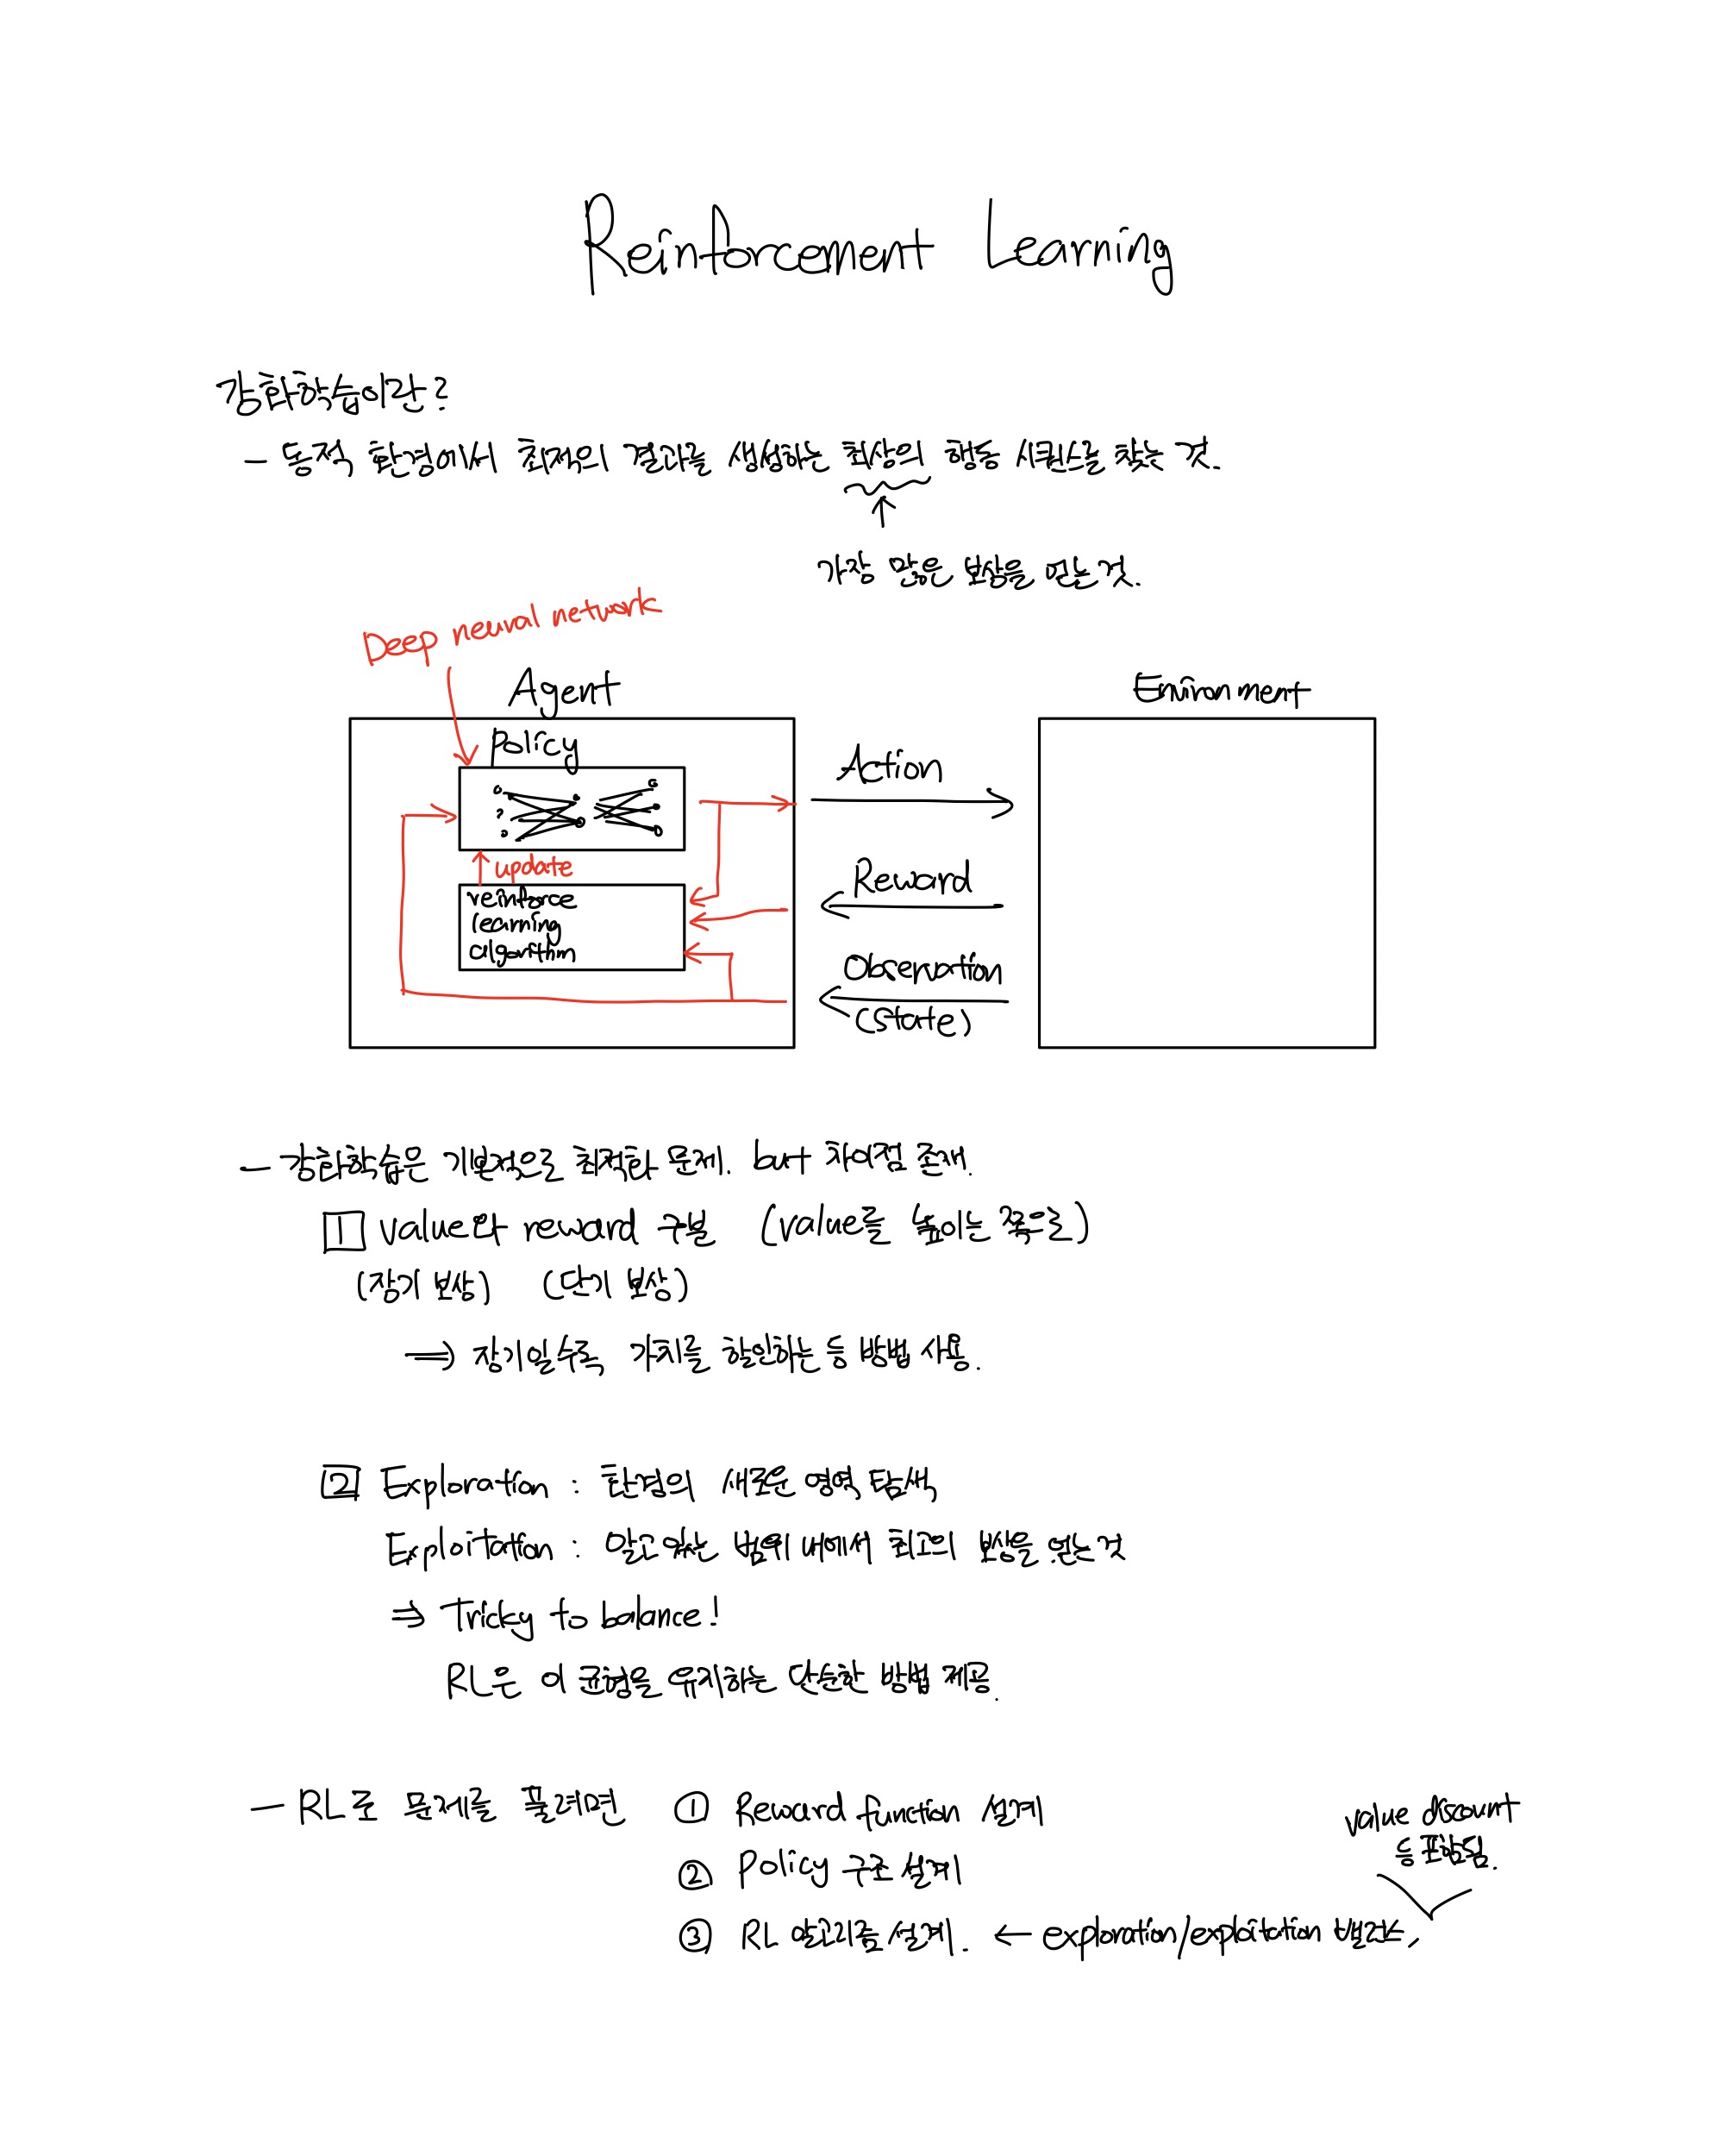 Reinforcement Learning
강화학습이란?
- 동적 환경에서 최적의 결과를 생성하는 최상의 행동 시퀀스를 찾는 것.
가장 많은 보상을 얻는 것.
Deep neural network
Agent
Environment
Policy
Action
update
reinforce
learning
algorithm
Reward
Observation
(state)
- 강화학습은 기본적으로 최적화 문제. but 차이점 존재.
1 value와 reward 구분 (value를 높이는 쪽으로)
(장기 보상) (단기 보상)
⇒ 장기일수록 가치를 할인하는 등 방법 사용.
2 Exploration : 환경의 새로운 영역 탐색
Exploitation : 알고 있는 범위 내에서 최고의 보상을 얻는 것
⇒ Tricky to balance!
RL은 이 균형을 유지하는 단순한 방법 제공.
- RL로 문제를 풀려면 ① Reward function 설계
② Policy 구조 설계
③ RL 알고리즘 설계. ← exploration/exploitation 밸런스,
value discount
등 포함됨.